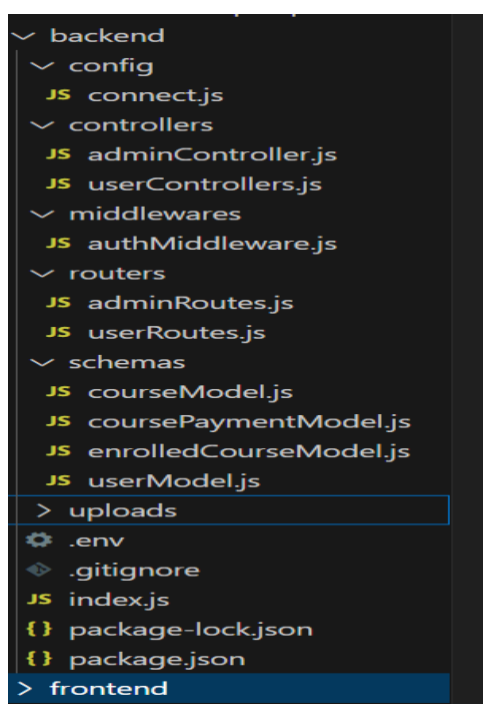 backend
config
JS connect.js
controllers
JS adminController.js
JS userControllers.js
middlewares
JS authMiddleware.js
routers
JS adminRoutes.js
JS userRoutes.js
schemas
JS courseModel.js
JS coursePaymentModel.js
JS enrolledCourseModel.js
JS userModel.js
> uploads
.env
.gitignore
JS index.js
{} package-lock.json
{} package.json
> frontend